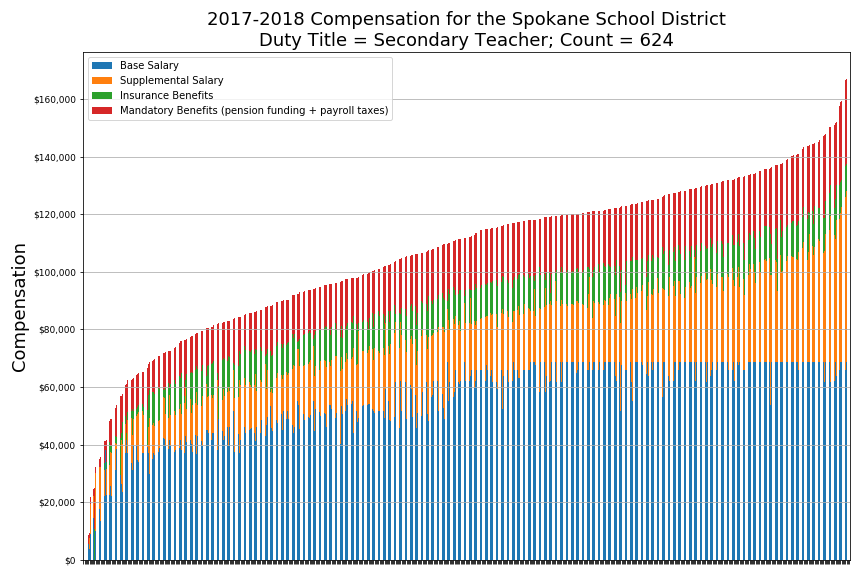 2017-2018 Compensation for the Spokane School District
Duty Title = Secondary Teacher; Count = 624
Base Salary
Supplemental Salary
Insurance Benefits
Mandatory Benefits (pension funding + payroll taxes)
Compensation
$160,000
$140,000
$120,000
$100,000
$80,000
$60,000
$40,000
$20,000
$0